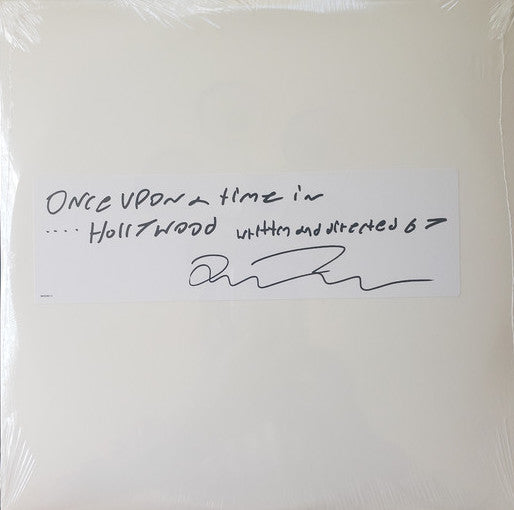 Once upon a time in
.... Hollywood written and directed by